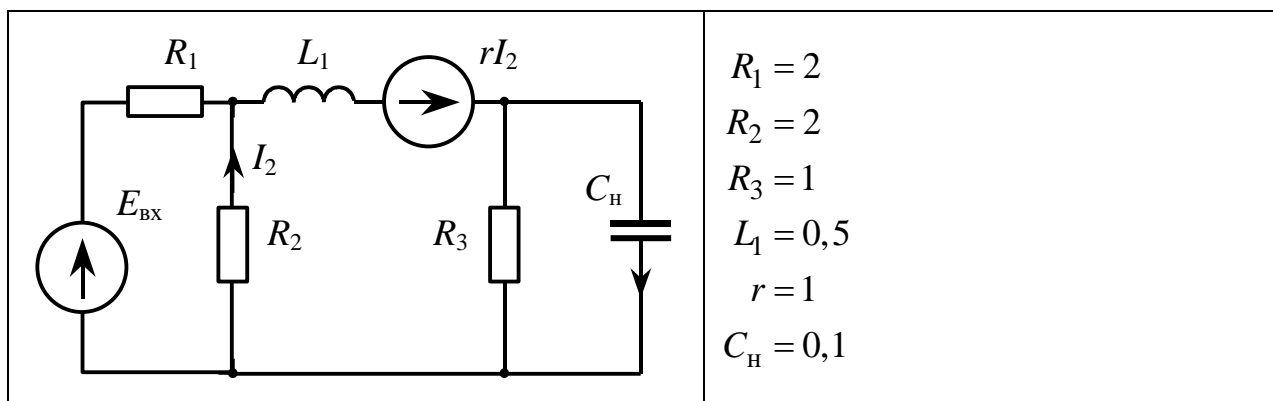 R₁
L₁
rI₂
I₂
Eвх
R₂
R₃
Cн
R₁ = 2
R₂ = 2
R₃ = 1
L₁ = 0,5
r = 1
Cн = 0,1